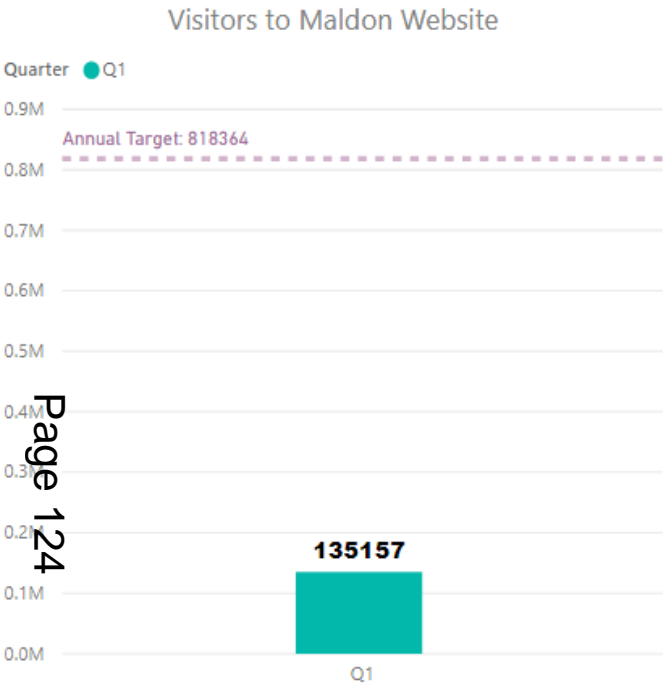 Visitors to Maldon Website
Quarter Q1
0.9M
Annual Target: 818364
0.8M
0.7M
0.6M
0.5M
0.4M
0.3M
0.2M
Page 124
135157
0.1M
0.0M
Q1